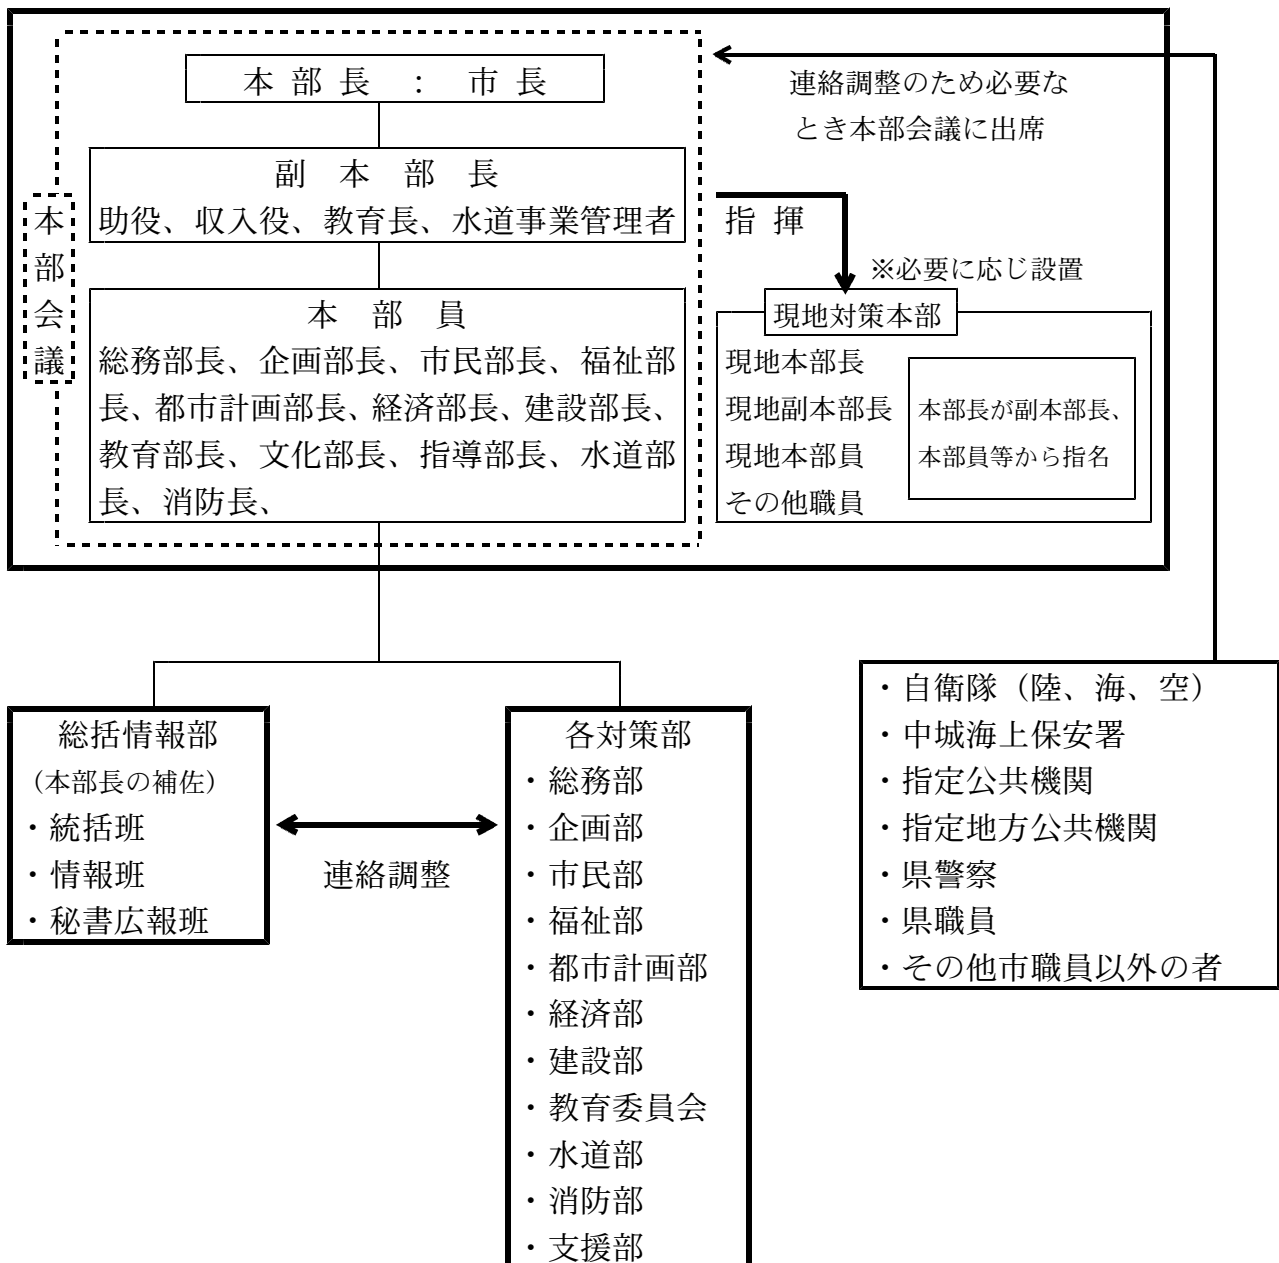 本部長：市長
副本部長
助役、収入役、教育長、水道事業管理者
本部会議
本部員
総務部長、企画部長、市民部長、福祉部
長、都市計画部長、経済部長、建設部長、
教育部長、文化部長、指導部長、水道部
長、消防長、
連絡調整のため必要な
とき本部会議に出席
指揮
※必要に応じ設置
現地対策本部
現地本部長
現地副本部長
現地本部員
その他職員
本部長が副本部長、
本部員等から指名
総括情報部
（本部長の補佐）
・統括班
・情報班
・秘書広報班
連絡調整
各対策部
・総務部
・企画部
・市民部
・福祉部
・都市計画部
・経済部
・建設部
・教育委員会
・水道部
・消防部
・支援部
・自衛隊（陸、海、空）
・中城海上保安署
・指定公共機関
・指定地方公共機関
・県警察
・県職員
・その他市職員以外の者